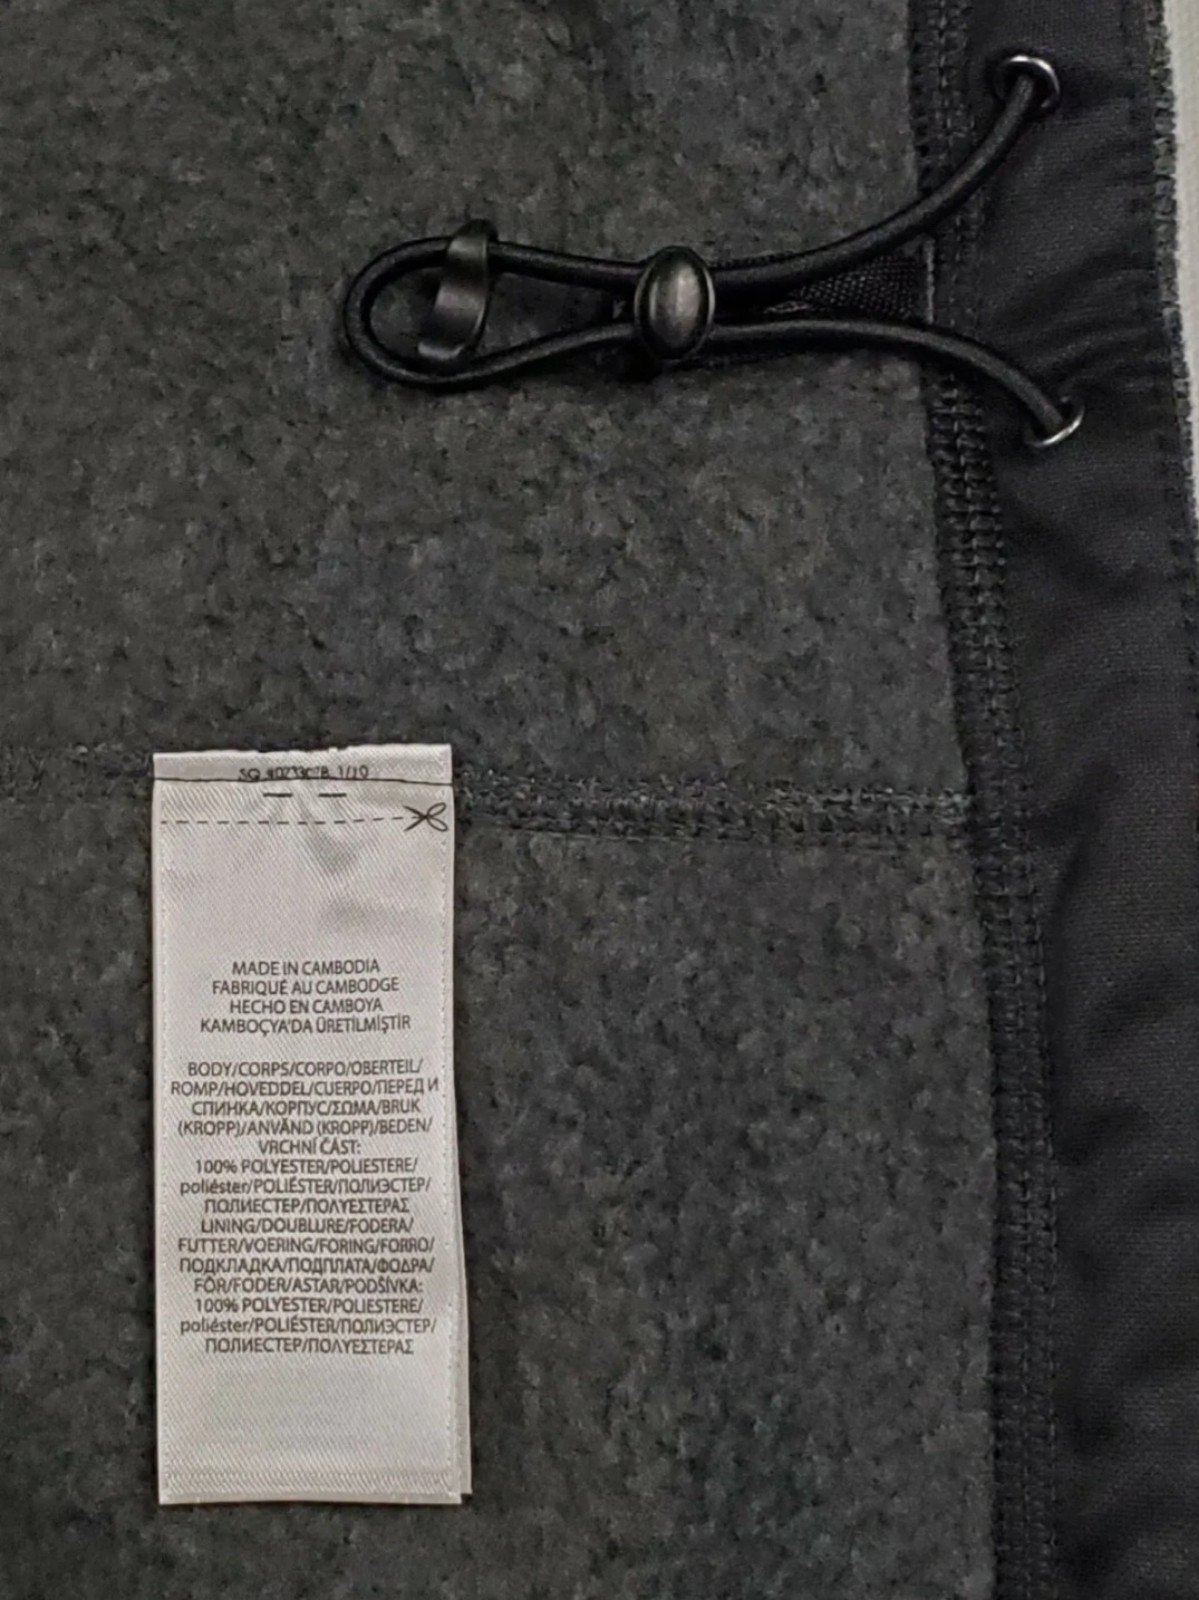 MADE IN CAMBODIA
FABRIQUÉ AU CAMBODGE
HECHO EN CAMBOYA
KAMBOÇYA'DA ÜRETİLMİŞTİR
BODY/CORPS/CORPO/OBERTEIL/
ROMP/HOVEDDEL/CUERPO/ПЕРЕД И
СПИНКА/КОРПУС/ΣΩΜΑ/BRUK
(KROPP)/ANVÄND (KROPP)/BEDEN/
VRCHNÍ ČÁST:
100% POLYESTER/POLIESTERE/
poliéster/POLIÉSTER/ПОЛИЭСТЕР/
ПОЛИЕСТЕР/ΠΟΛΥΕΣΤΕΡΑΣ
LINING/DOUBLURE/FODERA/
FUTTER/VOERING/FORING/FORRO/
ПОДКЛАДКА/ПОДПЛАТА/ΦΟΔΡΑ/
FÔR/FODER/ASTAR/PODŠÍVKA:
100% POLYESTER/POLIESTERE/
poliéster/POLIÉSTER/ПОЛИЭСТЕР/
ПОЛИЕСТЕР/ΠΟΛΥΕΣΤΕΡΑΣ